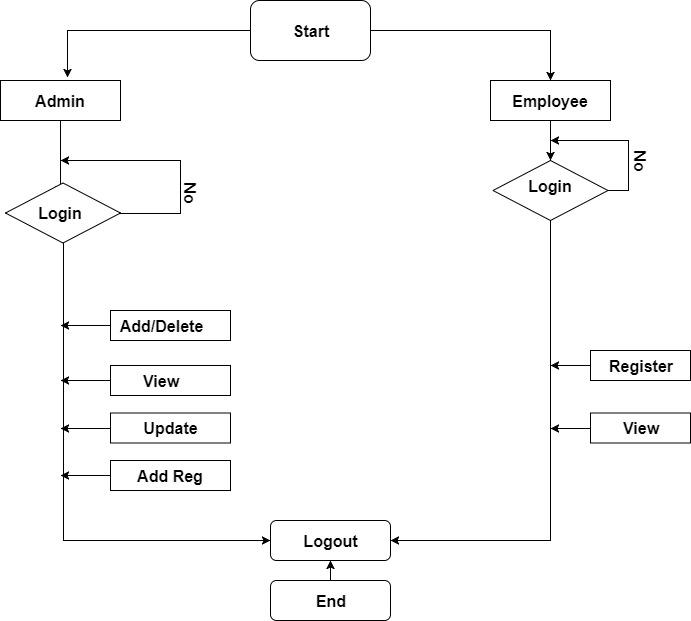 Start
Admin
Employee
No
No
Login
Login
Add/Delete
View
Register
Update
View
Add Reg
Logout
End